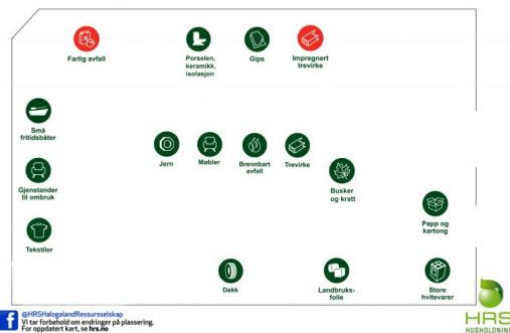 Farlig avfall
Porselen,
keramikk,
isolasjon
Gips
Impregnert
trevirke
Små
fritidsbåter
Jern
Møbler
Brennbart
avfall
Trevirke
Gjenstander
til ombruk
Busker
og kratt
Papp og
kartong
Tekstiler
Dekk
Landbruks-
folie
Store
hvitevarer
@HRSHalogalandRessursselskap
Vi tar forbehold om endringer på plassering.
For oppdatert kart, se hrs.no
HRS
HUSHOLDNIN